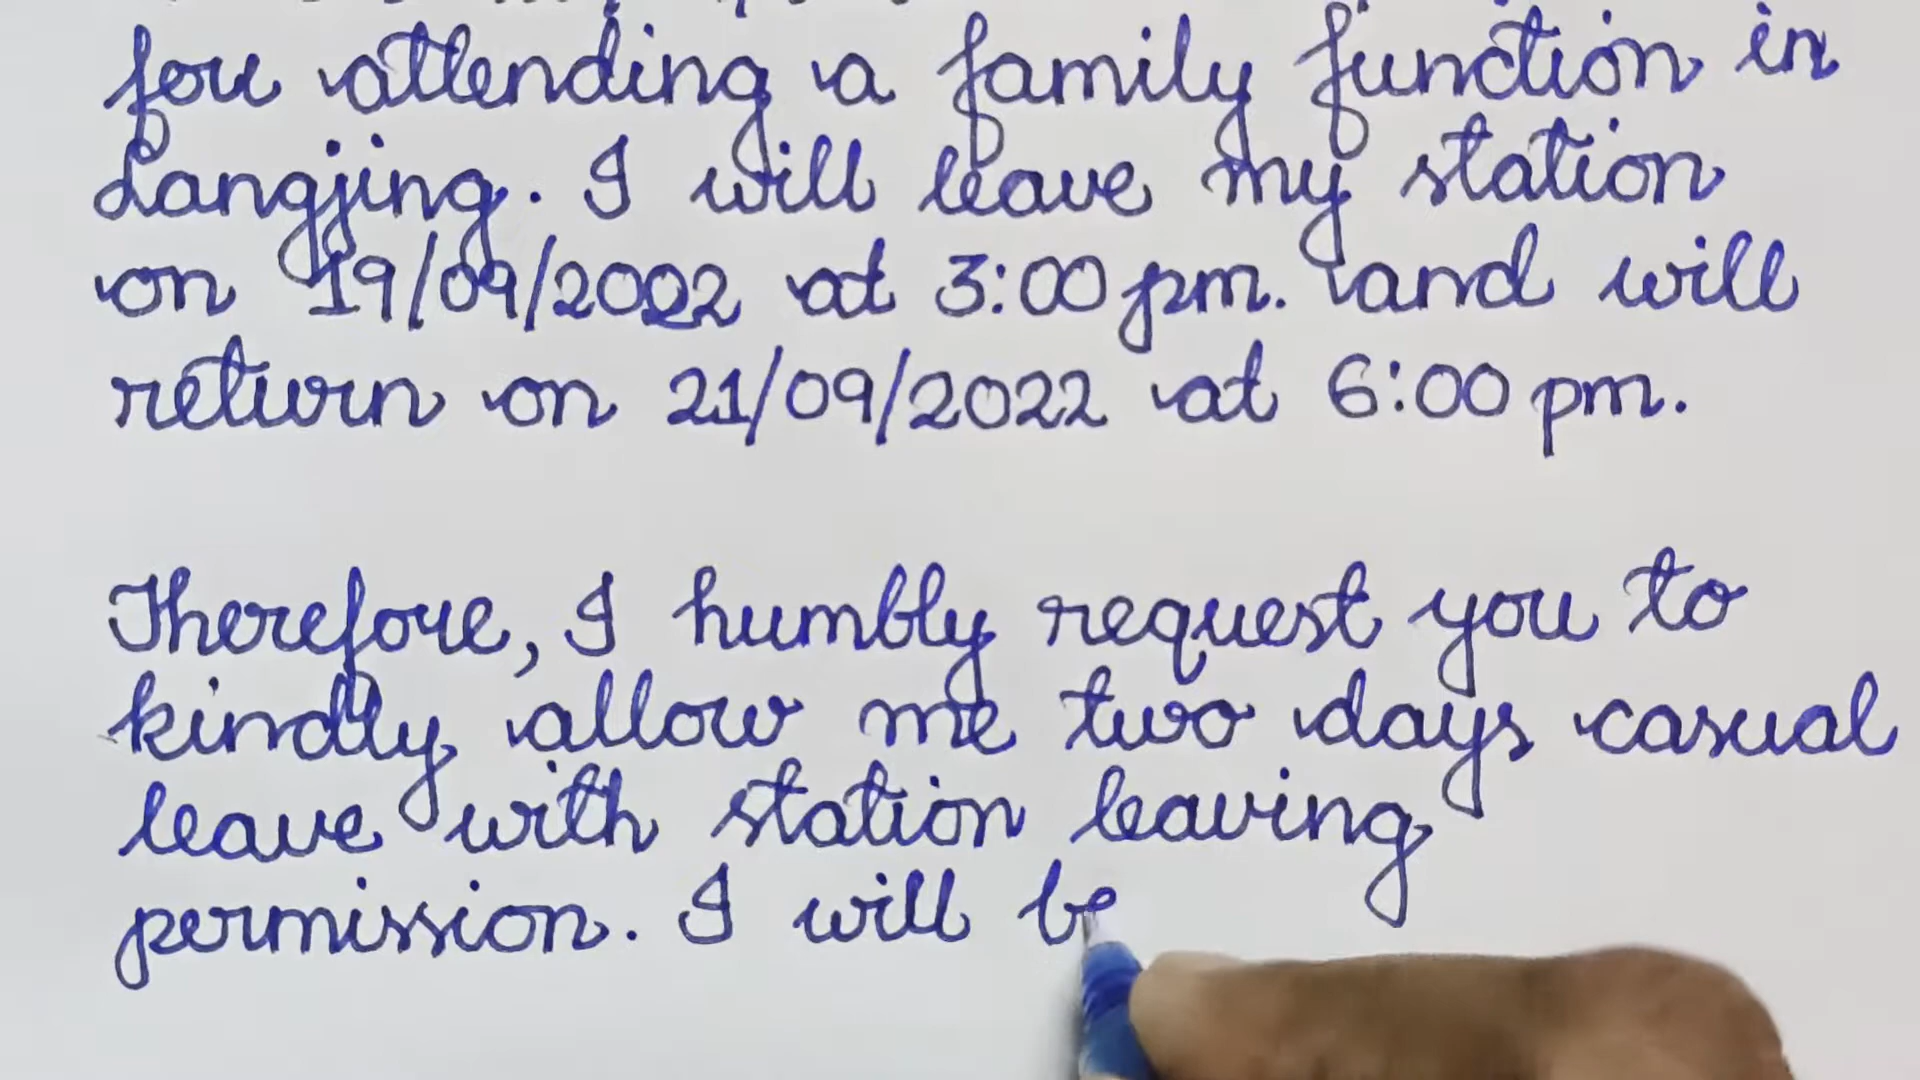 for attending a family function in
Langjing. I will leave my station
on 19/09/2022 at 3:00 pm. and will
return on 21/09/2022 at 6:00 pm.
Therefore, I humbly request you to
kindly allow me two days casual
leave with station leaving
permission. I will be